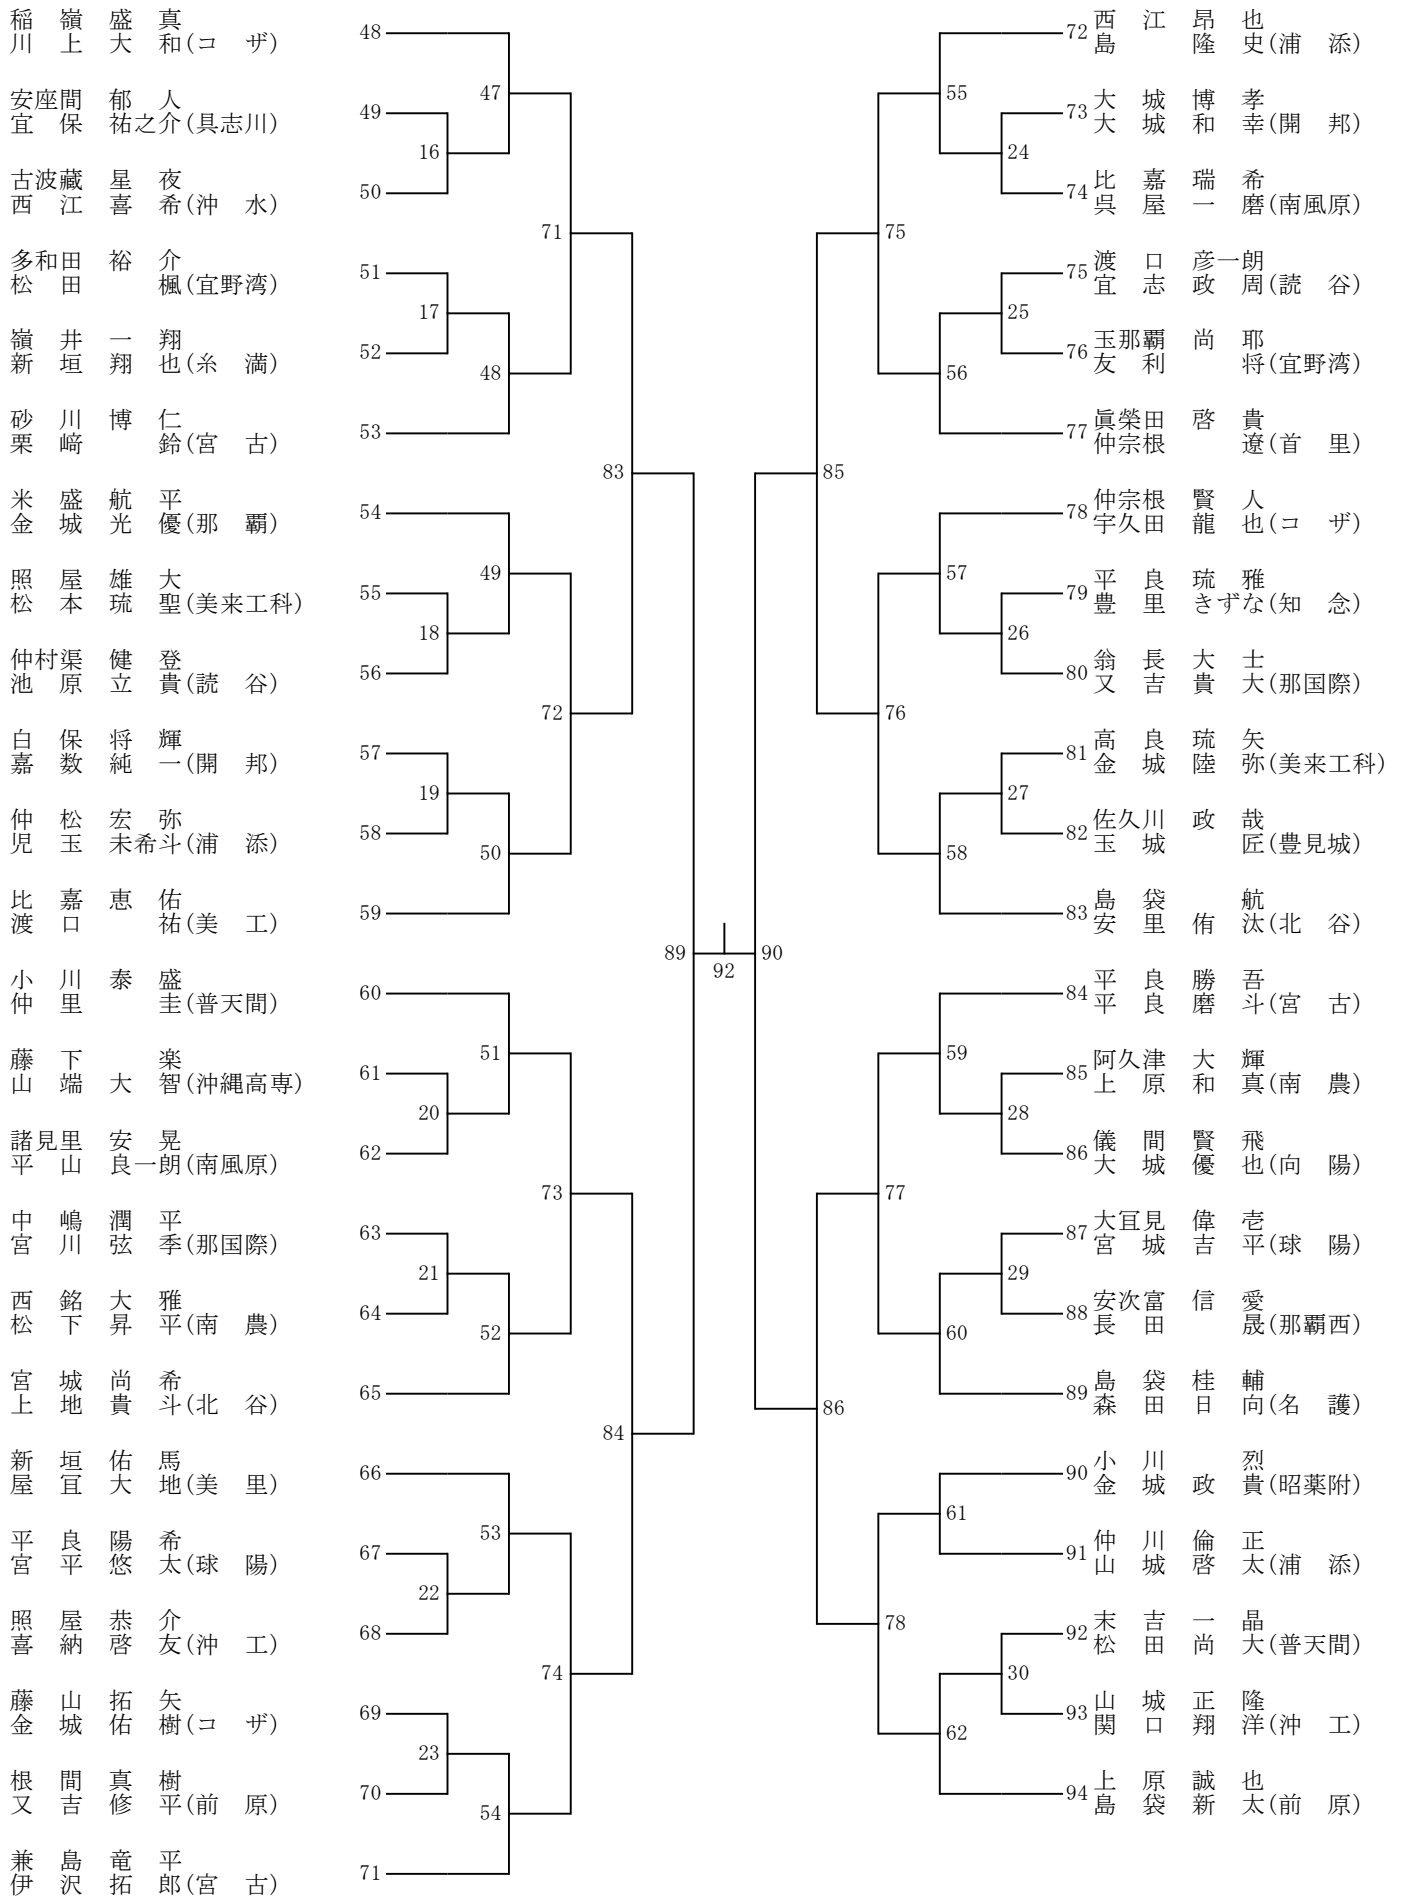 稲嶺盛真
川上大和(コザ) 48
安座間郁人
宜保祐之介(具志川) 49
古波藏星夜
西江喜希(沖水) 50
多和田裕介
松田楓(宜野湾) 51
嶺井一翔
新垣翔也(糸満) 52
砂川博仁
栗﨑鈴(宮古) 53
米盛航平
金城光優(那覇) 54
照屋雄大
松本琉聖(美来工科) 55
仲村渠健登
池原立貴(読谷) 56
白保将輝
嘉数純一(開邦) 57
仲松宏弥
児玉未希斗(浦添) 58
比嘉恵佑
渡口祐(美工) 59
小川泰盛
仲里圭(普天間) 60
藤下楽
山端大智(沖縄高専) 61
諸見里安晃
平山良一朗(南風原) 62
中嶋潤平
宮川弦季(那国際) 63
西銘大雅
松下昇平(南農) 64
宮城尚希
上地貴斗(北谷) 65
新垣佑馬
屋冝大地(美里) 66
平良陽希
宮平悠太(球陽) 67
照屋恭介
喜納啓友(沖工) 68
藤山拓矢
金城佑樹(コザ) 69
根間真樹
又吉修平(前原) 70
兼島竜平
伊沢拓郎(宮古) 71
16
17
18
19
20
21
22
23
47
48
49
50
51
52
53
54
71
72
73
74
83
84
89
92
90
85
86
75
76
77
78
55
56
57
58
59
60
61
62
24
25
26
27
28
29
30
72 西江昂也
島隆史(浦添)
73 大城博孝
大城和幸(開邦)
74 比嘉瑞希
呉屋一磨(南風原)
75 渡口彦一朗
宜志政周(読谷)
76 玉那覇尚耶
友利将(宜野湾)
77 眞榮田啓貴
仲宗根遼(首里)
78 仲宗根賢人
宇久田龍也(コザ)
79 平良琉雅
豊里きずな(知念)
80 翁長大士
又吉貴大(那国際)
81 高良琉矢
金城陸弥(美来工科)
82 佐久川政哉
玉城匠(豊見城)
83 島袋航
安里侑汰(北谷)
84 平良勝吾
平良磨斗(宮古)
85 阿久津大輝
上原和真(南農)
86 儀間賢飛
大城優也(向陽)
87 大冝見偉壱
宮城吉平(球陽)
88 安次富信愛
長田晟(那覇西)
89 島袋桂輔
森田日向(名護)
90 小川烈
金城政貴(昭薬附)
91 仲川倫正
山城啓太(浦添)
92 末吉一晶
松田尚大(普天間)
93 山城正隆
関口翔洋(沖工)
94 上原誠也
島袋新太(前原)